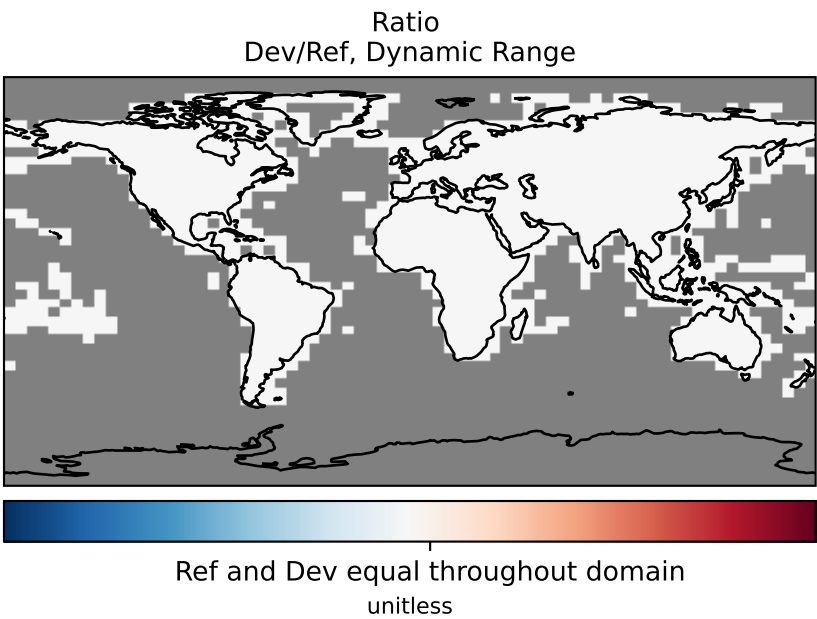 Ratio
Dev/Ref, Dynamic Range
Ref and Dev equal throughout domain
unitless